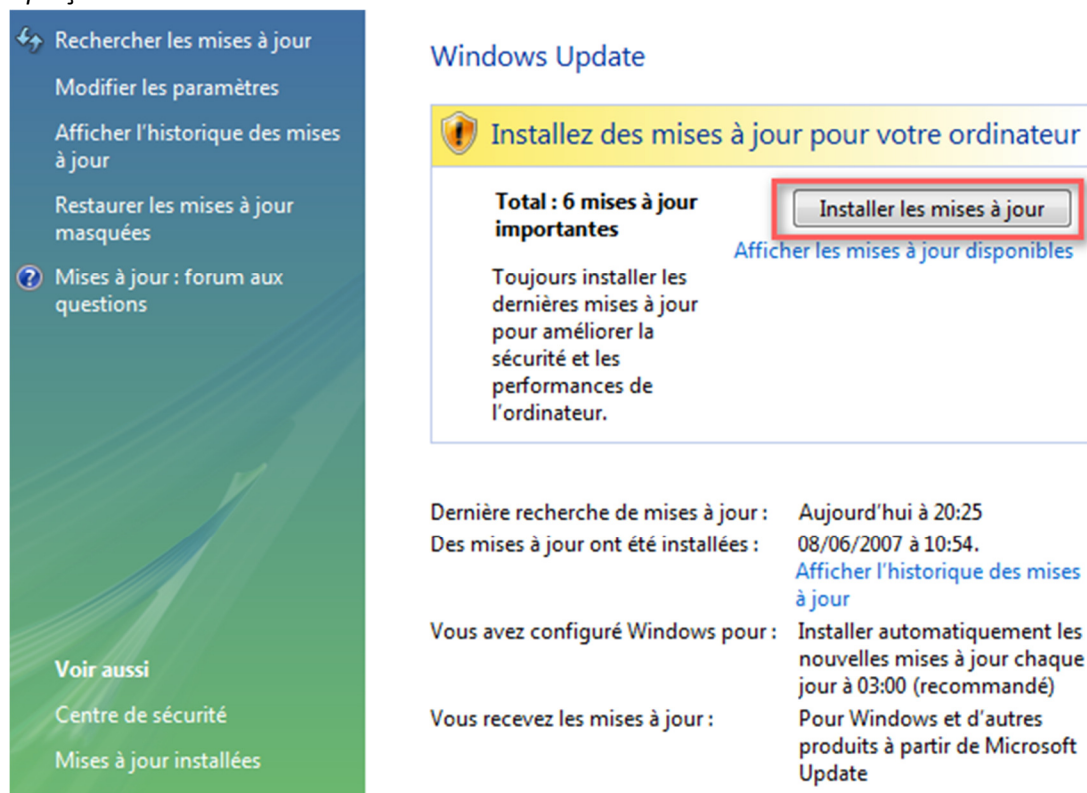 Rechercher les mises à jour
Modifier les paramètres
Afficher l'historique des mises
à jour
Restaurer les mises à jour
masquées
Mises à jour : forum aux
questions
Voir aussi
Centre de sécurité
Mises à jour installées
Windows Update
Installez des mises à jour pour votre ordinateur
Total : 6 mises à jour
importantes
Installer les mises à jour
Afficher les mises à jour disponibles
Toujours installer les
dernières mises à jour
pour améliorer la
sécurité et les
performances de
l'ordinateur.
Dernière recherche de mises à jour : Aujourd'hui à 20:25
Des mises à jour ont été installées : 08/06/2007 à 10:54.
Afficher l'historique des mises
à jour
Vous avez configuré Windows pour : Installer automatiquement les
nouvelles mises à jour chaque
jour à 03:00 (recommandé)
Vous recevez les mises à jour : Pour Windows et d'autres
produits à partir de Microsoft
Update